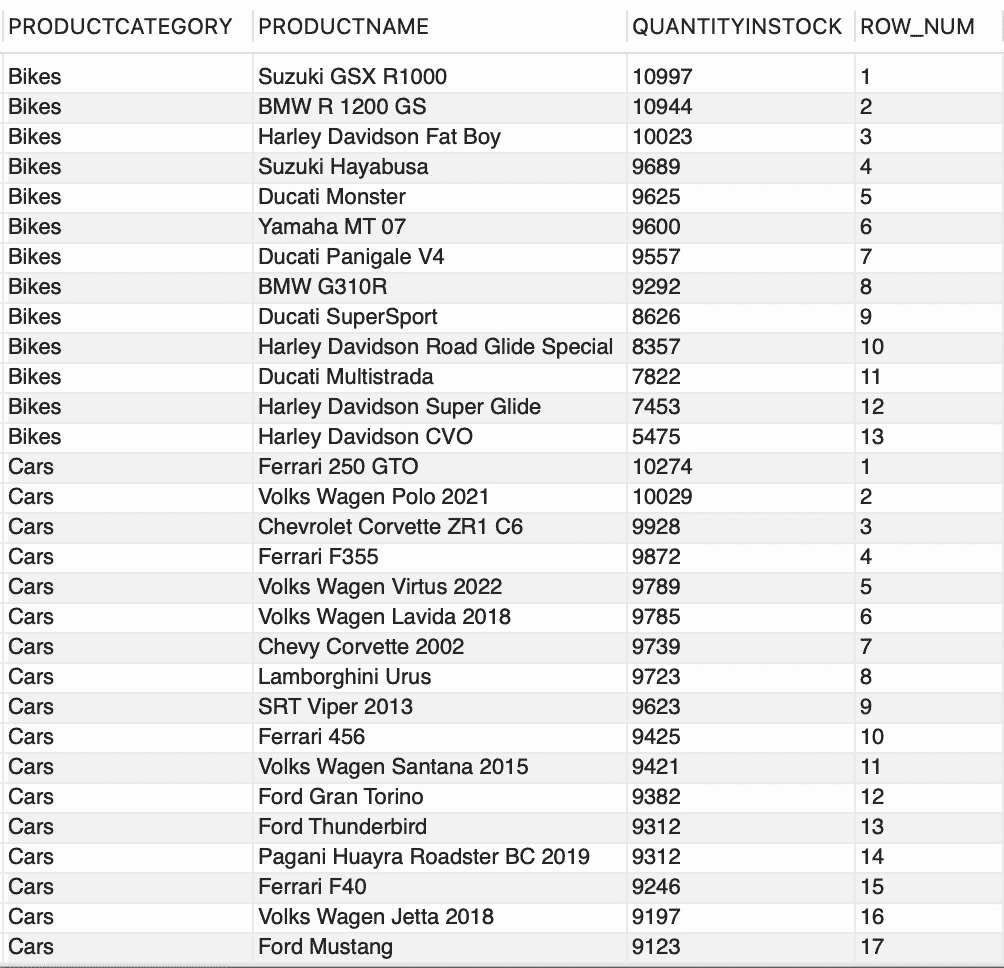 PRODUCTCATEGORY PRODUCTNAME QUANTITYINSTOCK ROW_NUM
Bikes Suzuki GSX R1000 10997 1
Bikes BMW R 1200 GS 10944 2
Bikes Harley Davidson Fat Boy 10023 3
Bikes Suzuki Hayabusa 9689 4
Bikes Ducati Monster 9625 5
Bikes Yamaha MT 07 9600 6
Bikes Ducati Panigale V4 9557 7
Bikes BMW G310R 9292 8
Bikes Ducati SuperSport 8626 9
Bikes Harley Davidson Road Glide Special 8357 10
Bikes Ducati Multistrada 7822 11
Bikes Harley Davidson Super Glide 7453 12
Bikes Harley Davidson CVO 5475 13
Cars Ferrari 250 GTO 10274 1
Cars Volks Wagen Polo 2021 10029 2
Cars Chevrolet Corvette ZR1 C6 9928 3
Cars Ferrari F355 9872 4
Cars Volks Wagen Virtus 2022 9789 5
Cars Volks Wagen Lavida 2018 9785 6
Cars Chevy Corvette 2002 9739 7
Cars Lamborghini Urus 9723 8
Cars SRT Viper 2013 9623 9
Cars Ferrari 456 9425 10
Cars Volks Wagen Santana 2015 9421 11
Cars Ford Gran Torino 9382 12
Cars Ford Thunderbird 9312 13
Cars Pagani Huayra Roadster BC 2019 9312 14
Cars Ferrari F40 9246 15
Cars Volks Wagen Jetta 2018 9197 16
Cars Ford Mustang 9123 17